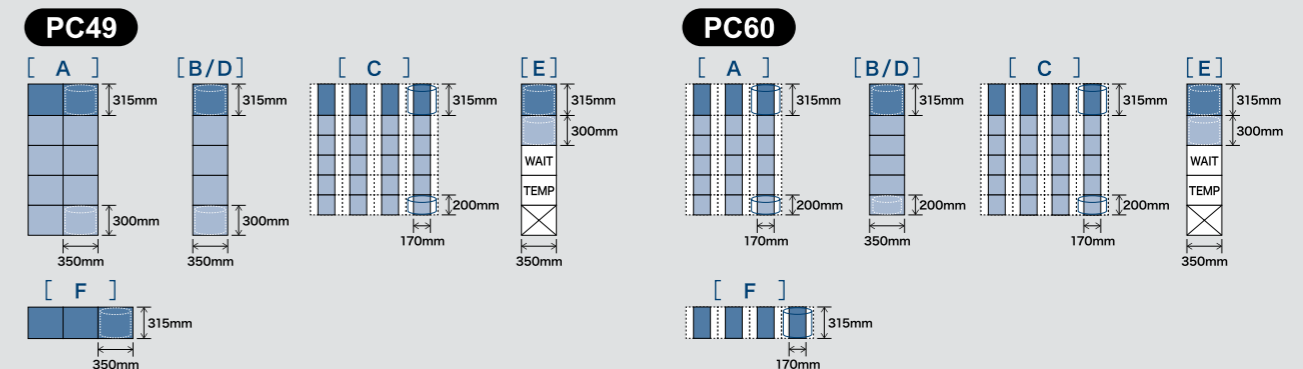 PC49
[ A ]
315mm
300mm
350mm
[B/D]
315mm
300mm
350mm
[ C ]
315mm
200mm
170mm
[E]
315mm
300mm
WAIT
TEMP
350mm
[ F ]
315mm
350mm
PC60
[ A ]
315mm
200mm
170mm
[B/D]
315mm
200mm
350mm
[ C ]
315mm
200mm
170mm
[E]
315mm
300mm
WAIT
TEMP
350mm
[ F ]
315mm
170mm